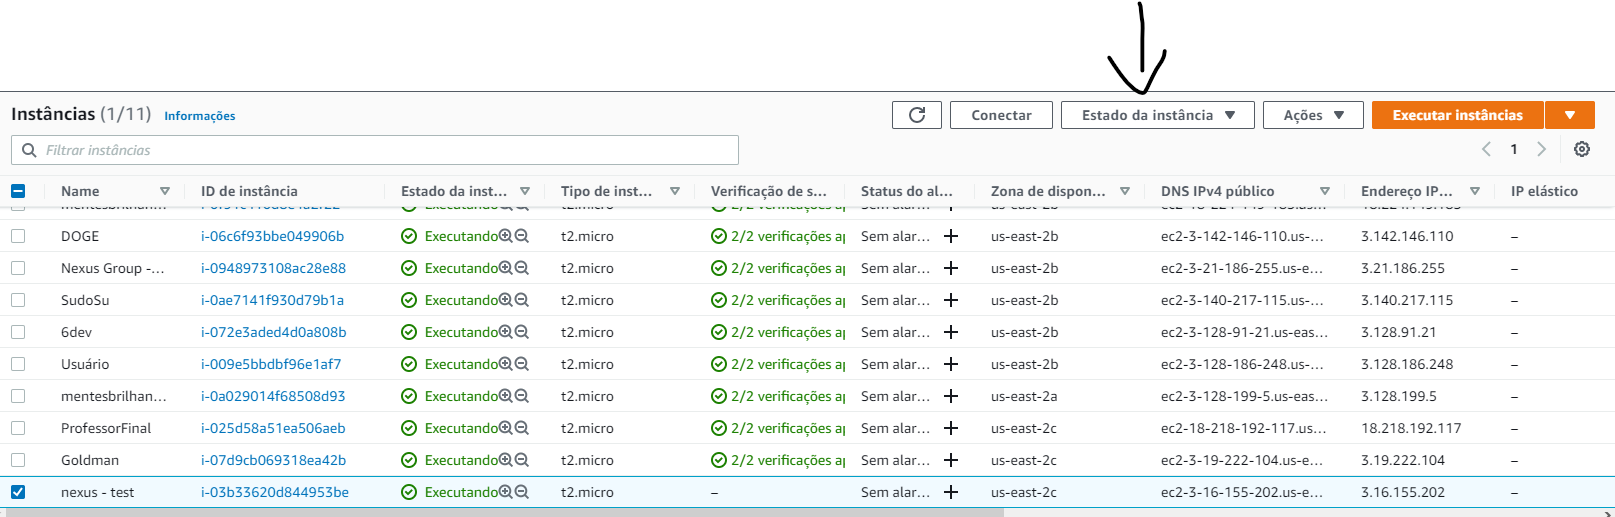 Instâncias (1/11) Informações Conectar Estado da instância Ações Executar instâncias
Filtrar instâncias 1
Name ID de instância Estado da inst... Tipo de inst... Verificação de s... Status do al... Zona de dispon... DNS IPv4 público Endereço IP... IP elástico
DOGE i-06c6f93bbe049906b Executando t2.micro 2/2 verificações a Sem alar... us-east-2b ec2-3-142-146-110.us-... 3.142.146.110 –
Nexus Group -... i-0948973108ac28e88 Executando t2.micro 2/2 verificações a Sem alar... us-east-2b ec2-3-21-186-255.us-e... 3.21.186.255 –
SudoSu i-0ae7141f930d79b1a Executando t2.micro 2/2 verificações a Sem alar... us-east-2b ec2-3-140-217-115.us-... 3.140.217.115 –
6dev i-072e3aded4d0a808b Executando t2.micro 2/2 verificações a Sem alar... us-east-2b ec2-3-128-91-21.us-eas... 3.128.91.21 –
Usuário i-009e5bbdbf96e1af7 Executando t2.micro 2/2 verificações a Sem alar... us-east-2b ec2-3-128-186-248.us-... 3.128.186.248 –
mentesbrilhan... i-0a029014f68508d93 Executando t2.micro 2/2 verificações a Sem alar... us-east-2a ec2-3-128-199-5.us-eas... 3.128.199.5 –
ProfessorFinal i-025d58a51ea506aeb Executando t2.micro 2/2 verificações a Sem alar... us-east-2c ec2-18-218-192-117.us... 18.218.192.117 –
Goldman i-07d9cb069318ea42b Executando t2.micro 2/2 verificações a Sem alar... us-east-2c ec2-3-19-222-104.us-e... 3.19.222.104 –
nexus - test i-03b33620d844953be Executando t2.micro – Sem alar... us-east-2c ec2-3-16-155-202.us-e... 3.16.155.202 –